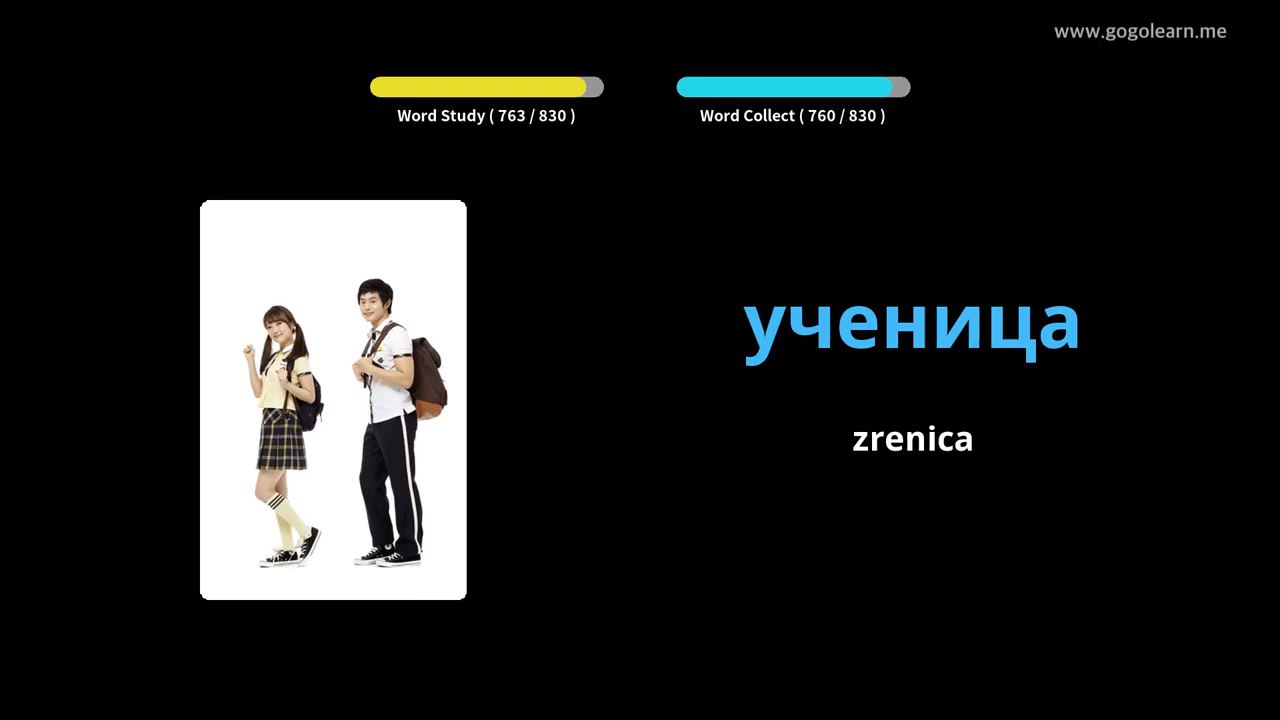 www.gogolearn.me
Word Study ( 763 / 830 )
Word Collect ( 760 / 830 )
ученица
zrenica